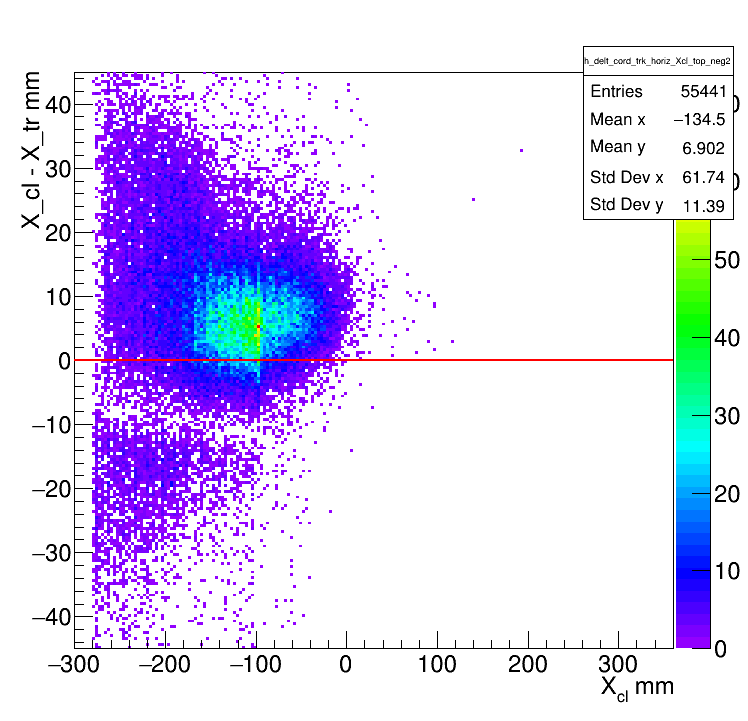 h_delt_cord_trk_horiz_Xcl_top_neg2
Entries 55441
Mean x −134.5
Mean y 6.902
Std Dev x 61.74
Std Dev y 11.39
X_cl - X_tr mm
40
30
20
10
0
−10
−20
−30
−40
−300 −200 −100 0 100 200 300
X_cl mm
50
40
30
20
10
0